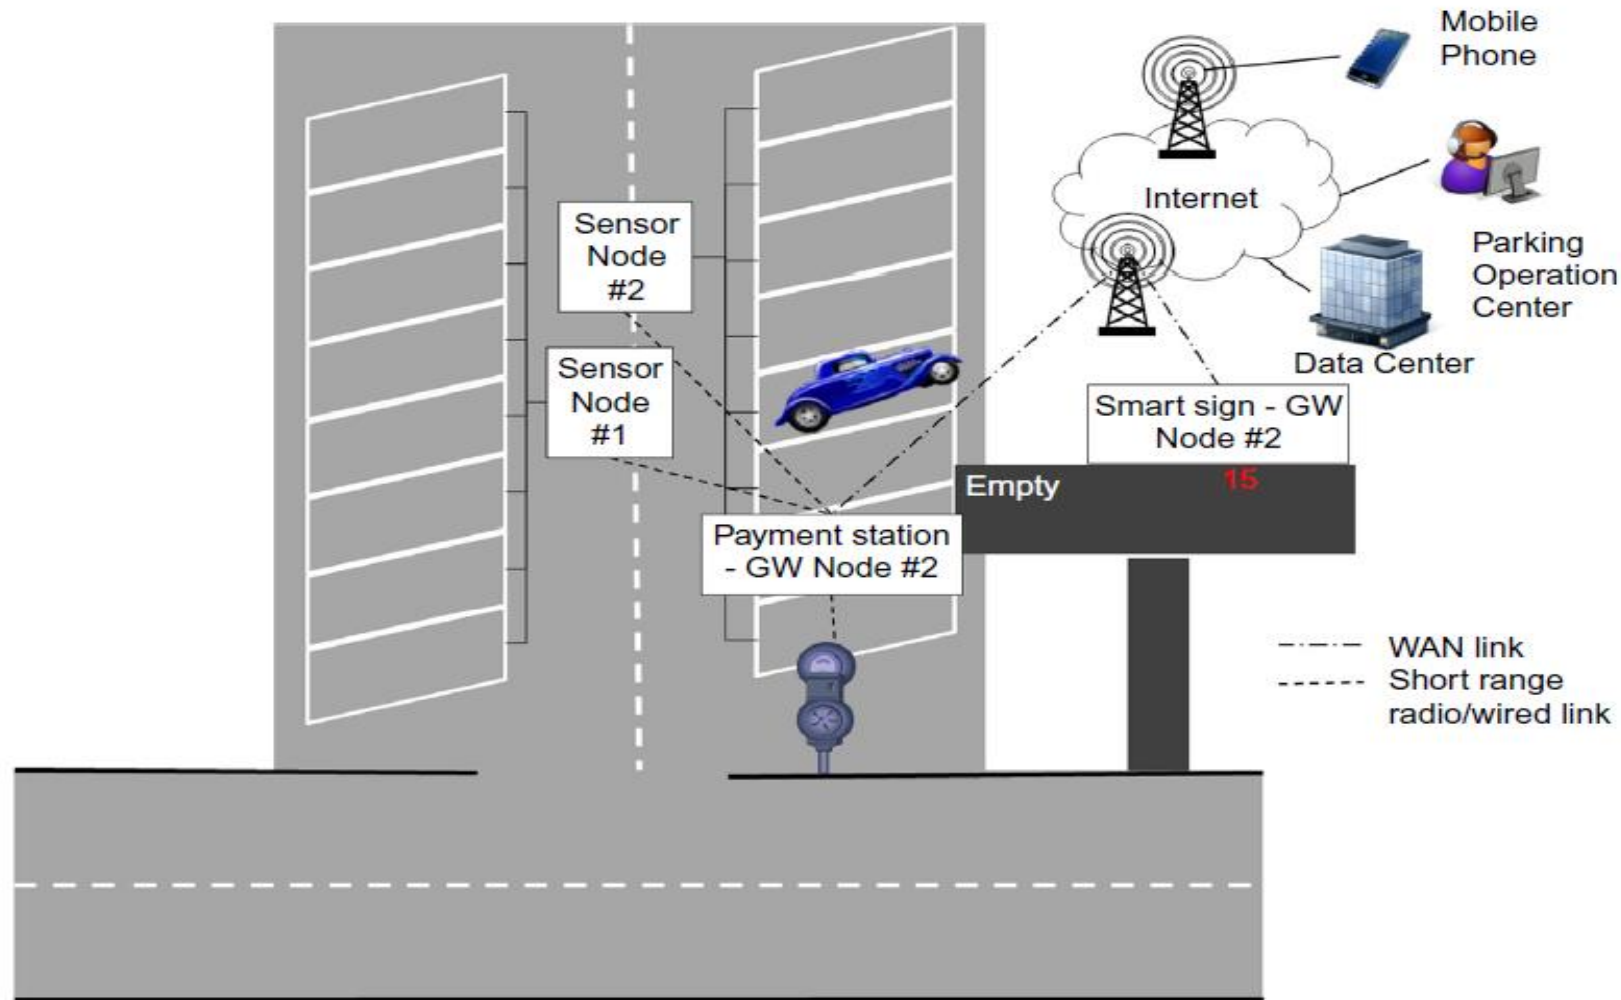 Mobile
Phone
Internet
Parking
Operation
Center
Data Center
Sensor
Node
#2
Sensor
Node
#1
Smart sign - GW
Node #2
Empty 15
Payment station
- GW Node #2
WAN link
Short range
radio/wired link